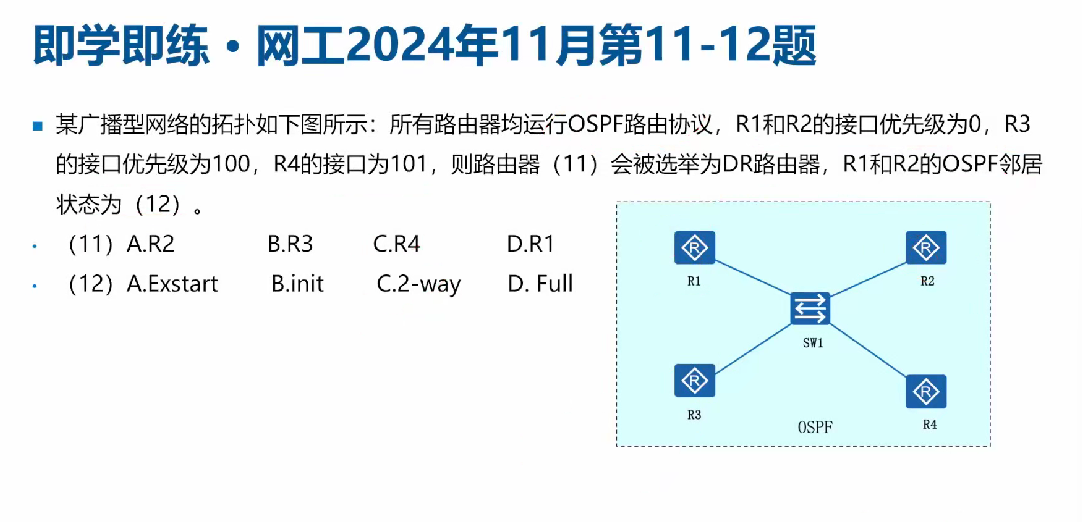 即学即练·网工2024年11月第11-12题
■ 某广播型网络的拓扑如下图所示：所有路由器均运行OSPF路由协议，R1和R2的接口优先级为0，R3
的接口优先级为100，R4的接口为101，则路由器（11）会被选举为DR路由器，R1和R2的OSPF邻居
状态为（12）。
· （11）A.R2 B.R3 C.R4 D.R1
· （12）A.Exstart B.init C.2-way D. Full
R R
R1 R2
SW1
R R
R3 R4
OSPF